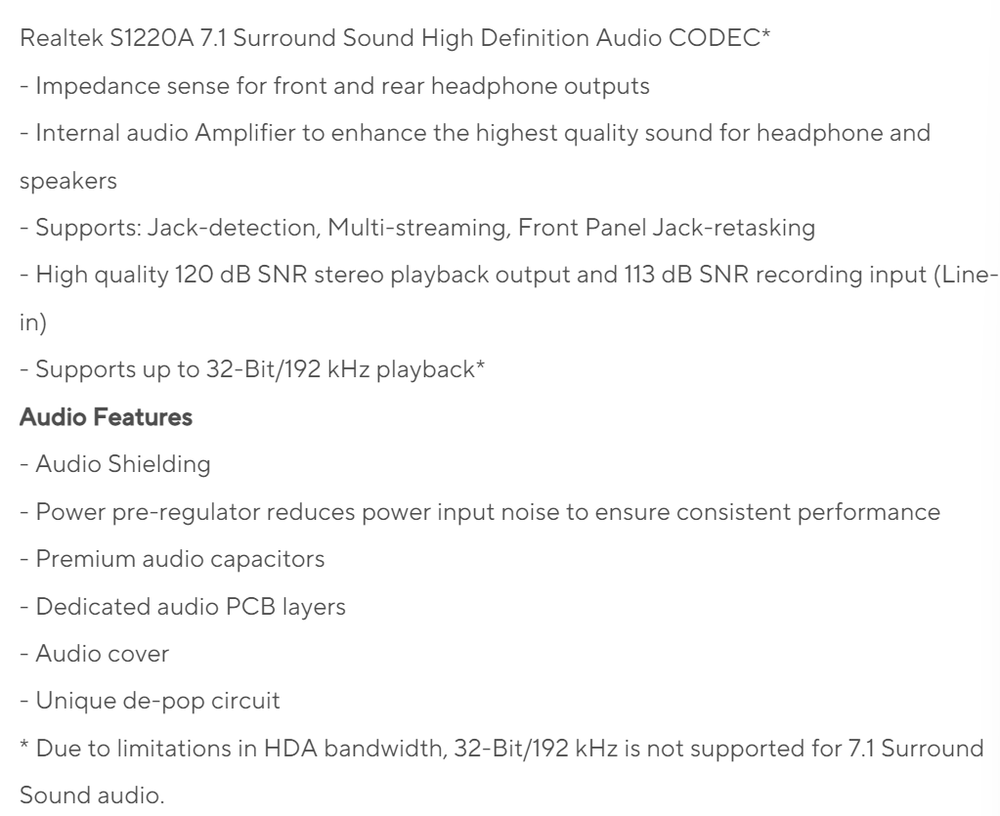 Realtek S1220A 7.1 Surround Sound High Definition Audio CODEC*
- Impedance sense for front and rear headphone outputs
- Internal audio Amplifier to enhance the highest quality sound for headphone and
speakers
- Supports: Jack-detection, Multi-streaming, Front Panel Jack-retasking
- High quality 120 dB SNR stereo playback output and 113 dB SNR recording input (Line-
in)
- Supports up to 32-Bit/192 kHz playback*
Audio Features
- Audio Shielding
- Power pre-regulator reduces power input noise to ensure consistent performance
- Premium audio capacitors
- Dedicated audio PCB layers
- Audio cover
- Unique de-pop circuit
* Due to limitations in HDA bandwidth, 32-Bit/192 kHz is not supported for 7.1 Surround
Sound audio.